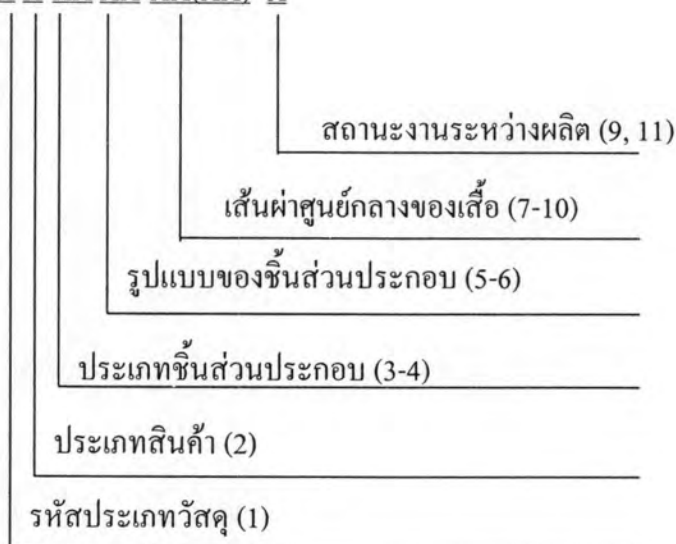 สถานะงานระหว่างผลิต (9, 11)
เส้นผ่าศูนย์กลางของเสื้อ (7-10)
รูปแบบของชิ้นส่วนประกอบ (5-6)
ประเภทชิ้นส่วนประกอบ (3-4)
ประเภทสินค้า (2)
รหัสประเภทวัสดุ (1)